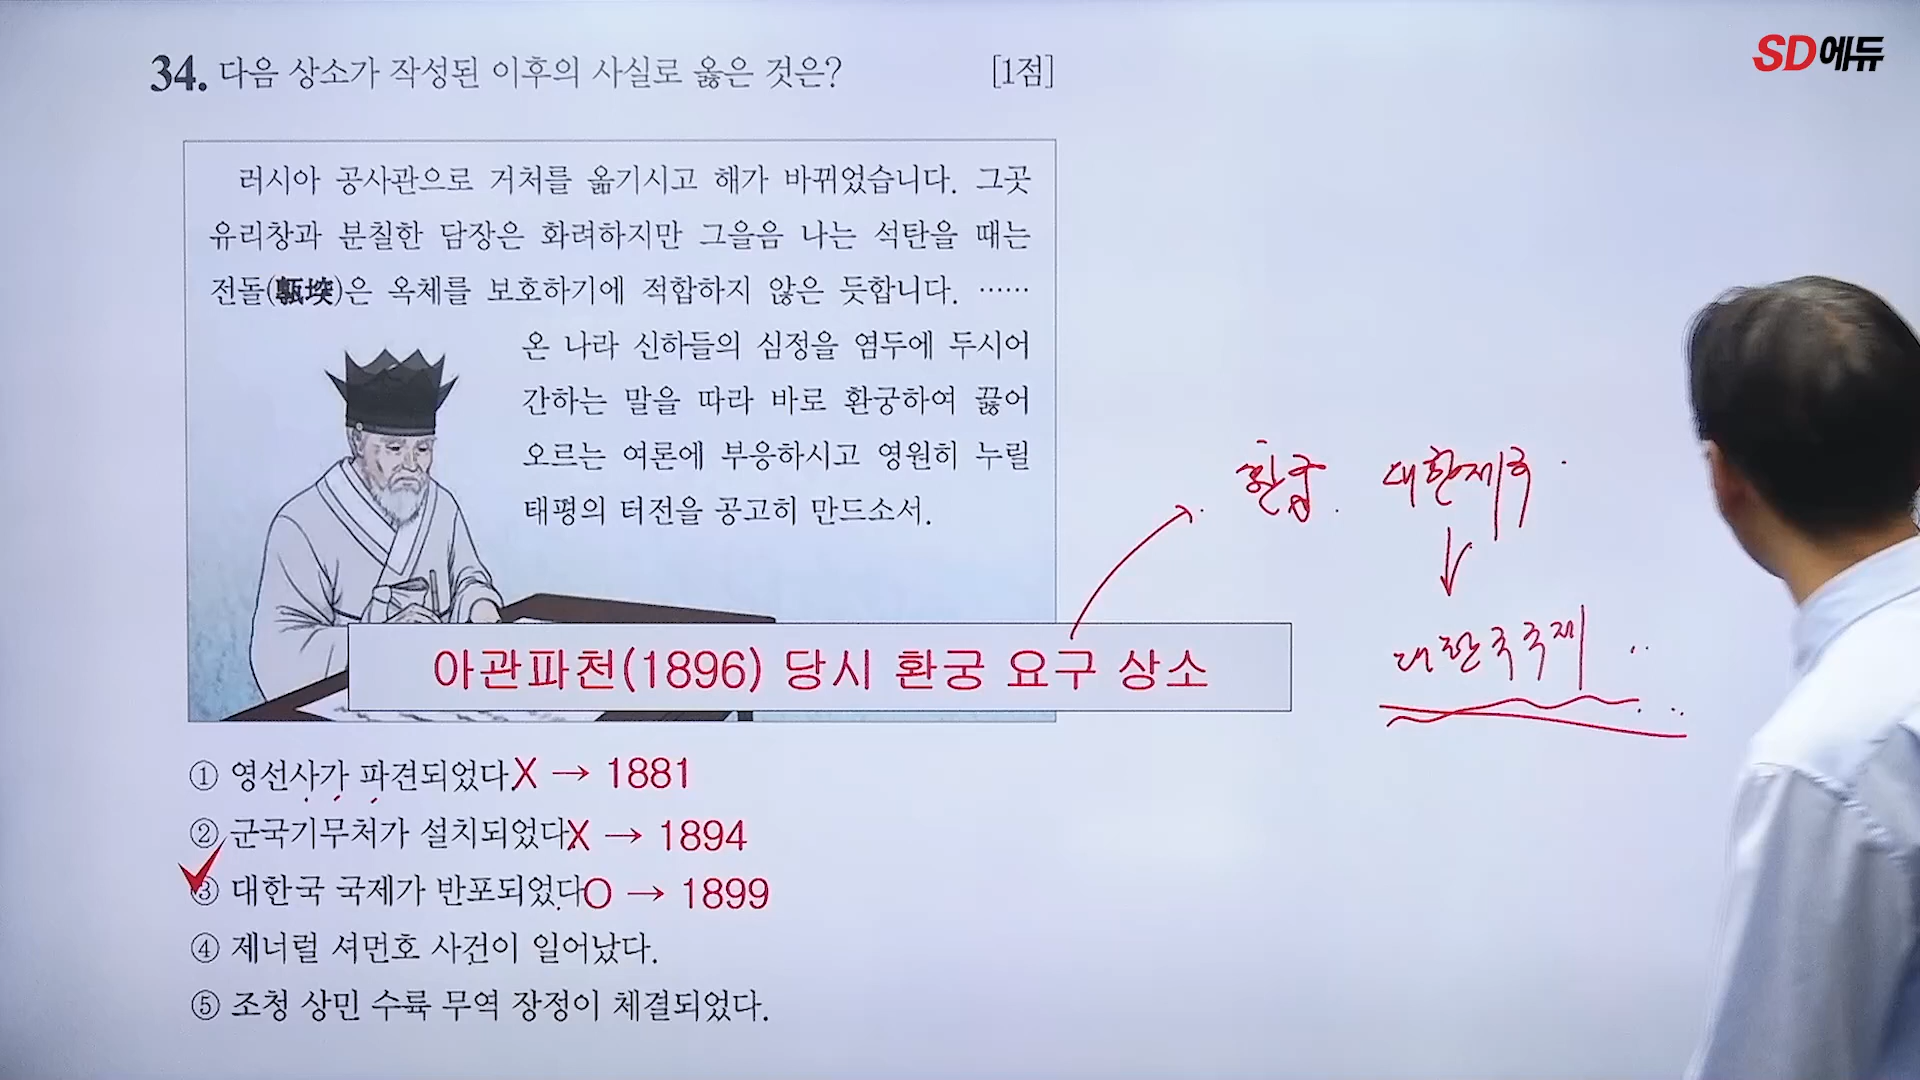 SD에듀
34. 다음 상소가 작성된 이후의 사실로 옳은 것은? [1점]
러시아 공사관으로 거처를 옮기시고 해가 바뀌었습니다. 그곳
유리창과 분칠한 담장은 화려하지만 그을음 나는 석탄을 때는
전돌(甎堗)은 옥체를 보호하기에 적합하지 않은 듯합니다. ……
온 나라 신하들의 심정을 염두에 두시어
간하는 말을 따라 바로 환궁하여 끓어
오르는 여론에 부응하시고 영원히 누릴
태평의 터전을 공고히 만드소서.
환궁. 대한제국.
대한국국제
아관파천(1896) 당시 환궁 요구 상소
① 영선사가 파견되었다.X → 1881
② 군국기무처가 설치되었다.X → 1894
③ 대한국 국제가 반포되었다.O → 1899
④ 제너럴 셔먼호 사건이 일어났다.
⑤ 조청 상민 수륙 무역 장정이 체결되었다.